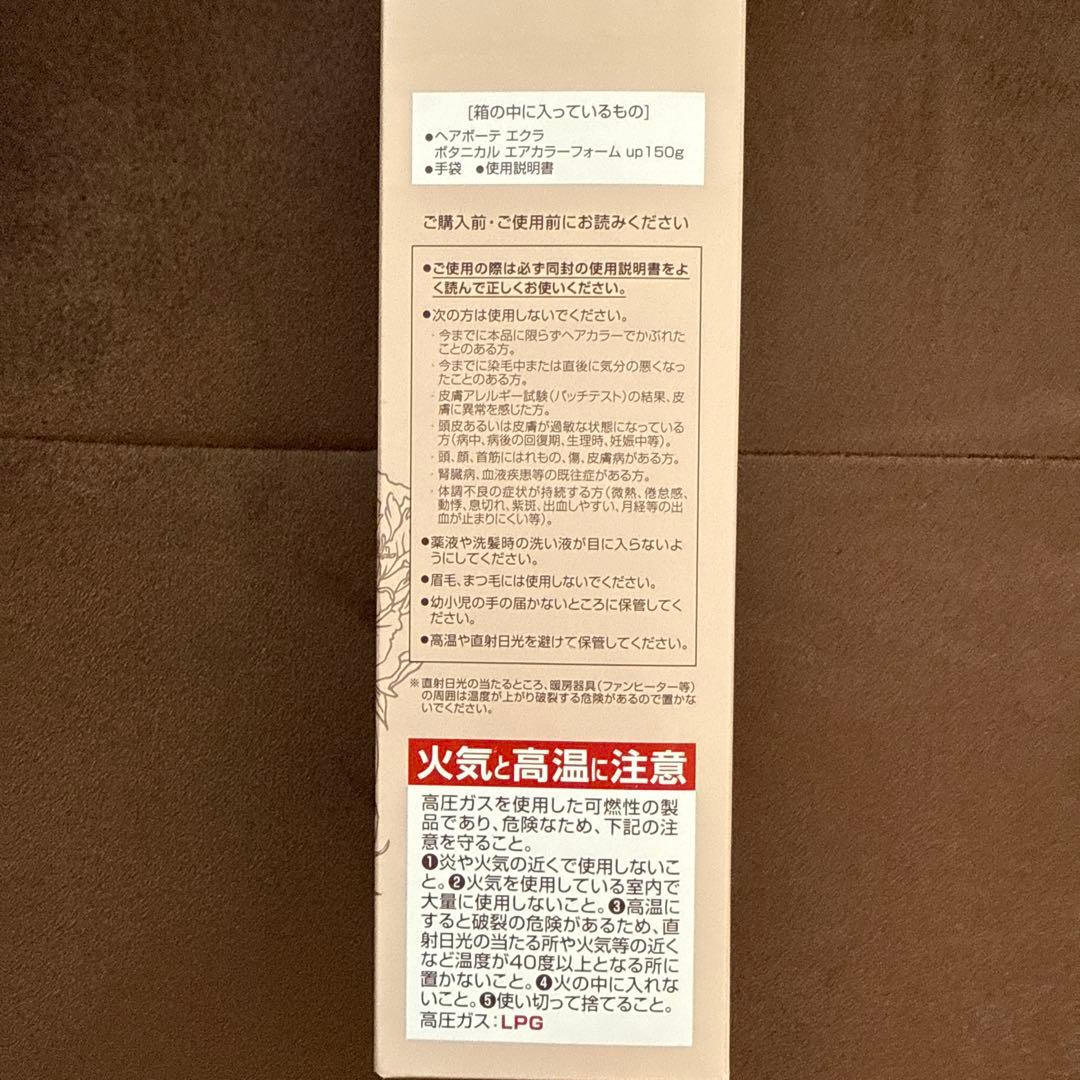 [箱の中に入っているもの]
●ヘアボーテ エクラ
ボタニカル エアカラーフォーム up150g
●手袋 ●使用説明書
ご購入前・ご使用前にお読みください
●ご使用の際は必ず同封の使用説明書をよ
く読んで正しくお使いください。
●次の方は使用しないでください。
・今までに本品に限らずヘアカラーでかぶれた
ことのある方。
・今までに染毛中または直後に気分の悪くなっ
たことのある方。
・皮膚アレルギー試験(パッチテスト)の結果、皮
膚に異常を感じた方。
・頭皮あるいは皮膚が過敏な状態になっている
方(病中、病後の回復期、生理時、妊娠中等)。
・頭、顔、首筋にはれもの、傷、皮膚病がある方。
・腎臓病、血液疾患等の既往症がある方。
・体調不良の症状が持続する方(微熱、倦怠感、
動悸、息切れ、紫斑、出血しやすい、月経等の出
血が止まりにくい等)。
●薬液や洗髪時の洗い液が目に入らないよ
うにしてください。
●眉毛、まつ毛には使用しないでください。
●幼小児の手の届かないところに保管してく
ださい。
●高温や直射日光を避けて保管してください。
※直射日光の当たるところ、暖房器具(ファンヒーター等)
の周囲は温度が上がり破裂する危険があるので置かな
いでください。
火気と高温に注意
高圧ガスを使用した可燃性の製
品であり、危険なため、下記の注
意を守ること。
❶炎や火気の近くで使用しないこ
と。❷火気を使用している室内で
大量に使用しないこと。❸高温に
すると破裂の危険があるため、直
射日光の当たる所や火気等の近く
など温度が40度以上となる所に
置かないこと。❹火の中に入れな
いこと。❺使い切って捨てること。
高圧ガス:LPG